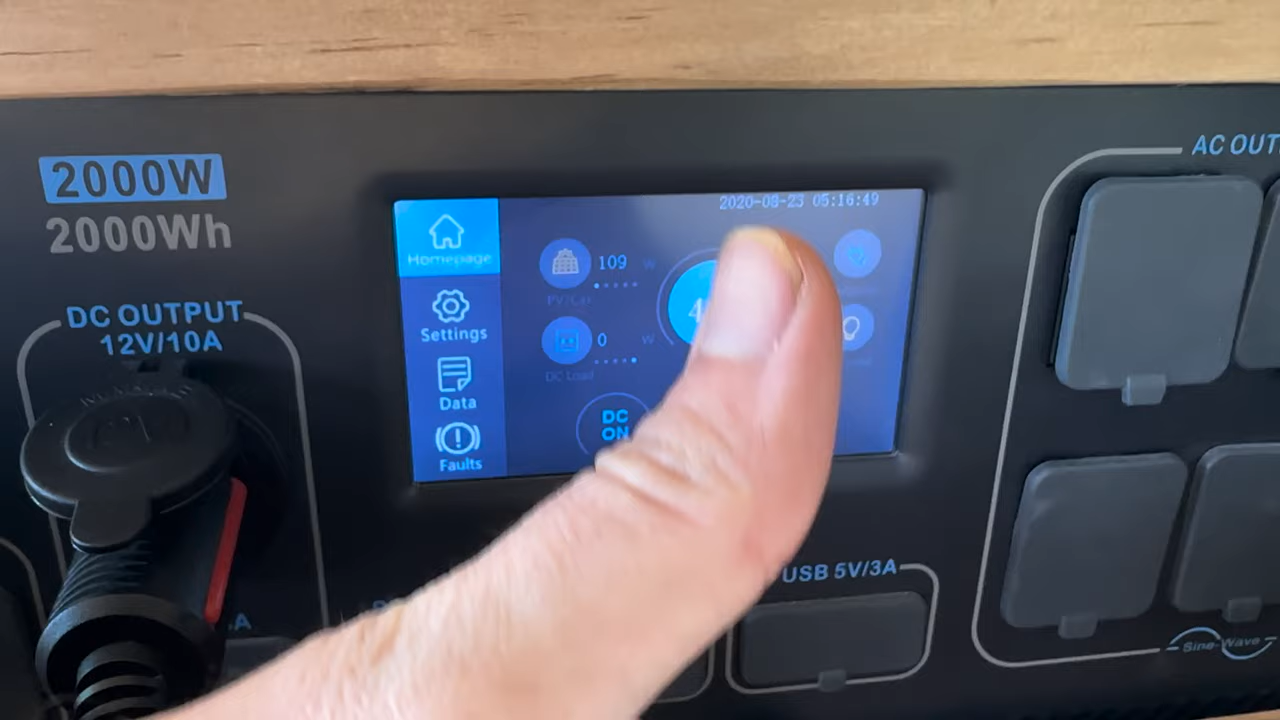 2000W
2000Wh
DC OUTPUT
12V/10A
2020-08-23 05:16:49
Homepage
Settings
Data
Faults
109 W
PV/Car
0 W
DC Load
4
DC
ON
AC OUT
USB 5V/3A
A
Sine-Wave